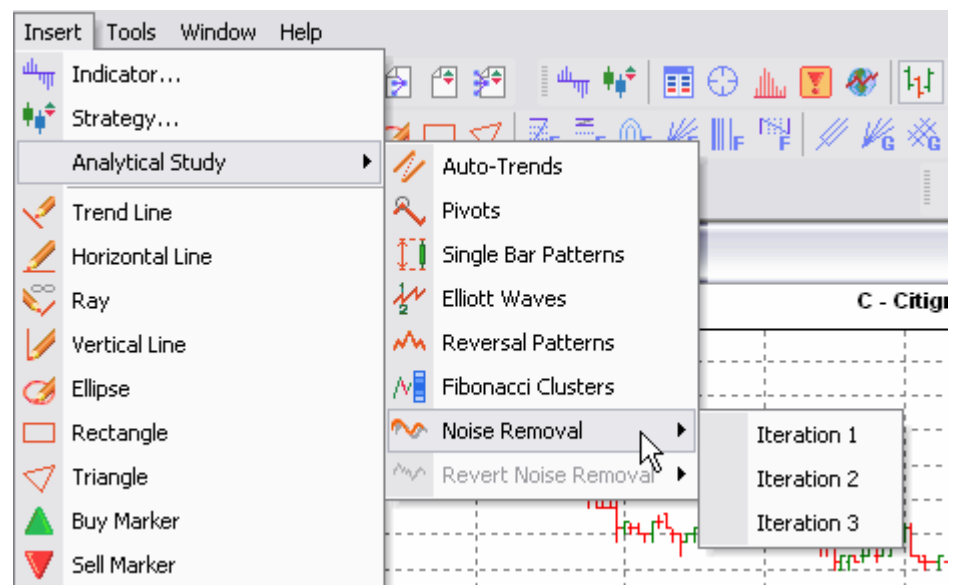 Insert Tools Window Help
Indicator...
Strategy...
Analytical Study
Trend Line
Horizontal Line
Ray
Vertical Line
Ellipse
Rectangle
Triangle
Buy Marker
Sell Marker
Auto-Trends
Pivots
Single Bar Patterns
Elliott Waves
Reversal Patterns
Fibonacci Clusters
Noise Removal
Revert Noise Removal
Iteration 1
Iteration 2
Iteration 3
C - Citigr